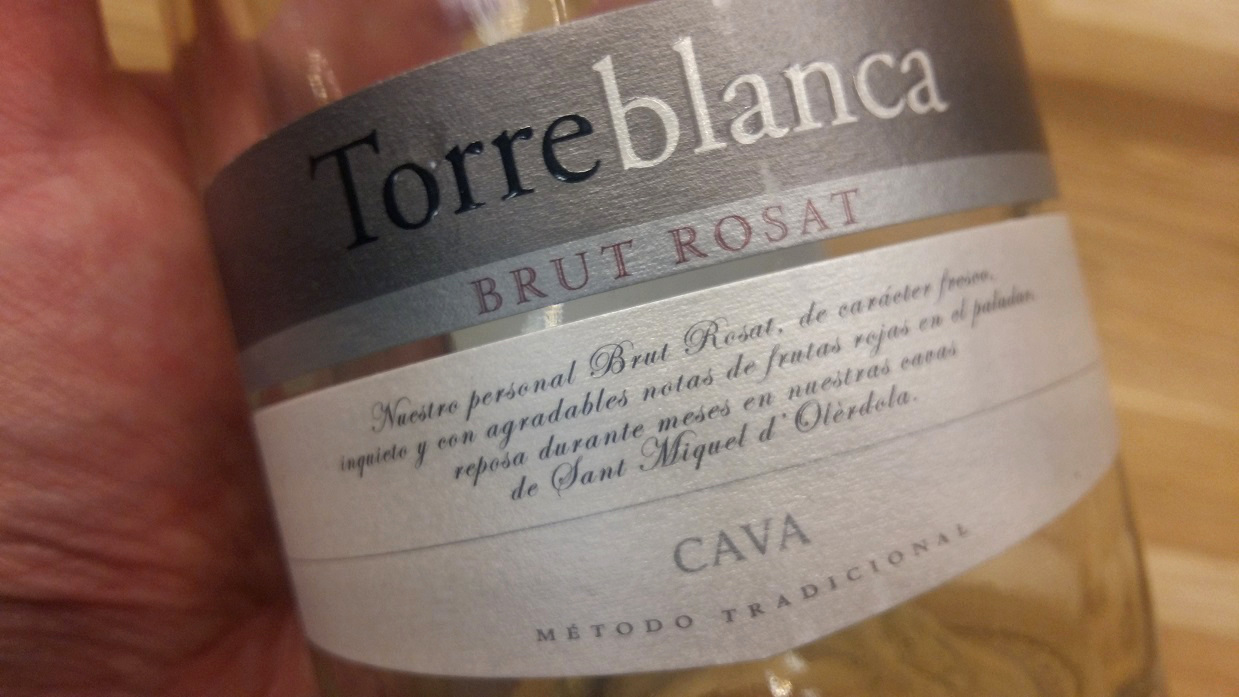 Torreblanca
BRUT ROSAT
Nuestro personal Brut Rosat, de carácter fresco,
inquieto y con agradables notas de frutas rojas en el paladar,
reposa durante meses en nuestras cavas
de Sant Miquel d'Olèrdola.
CAVA
MÉTODO TRADICIONAL